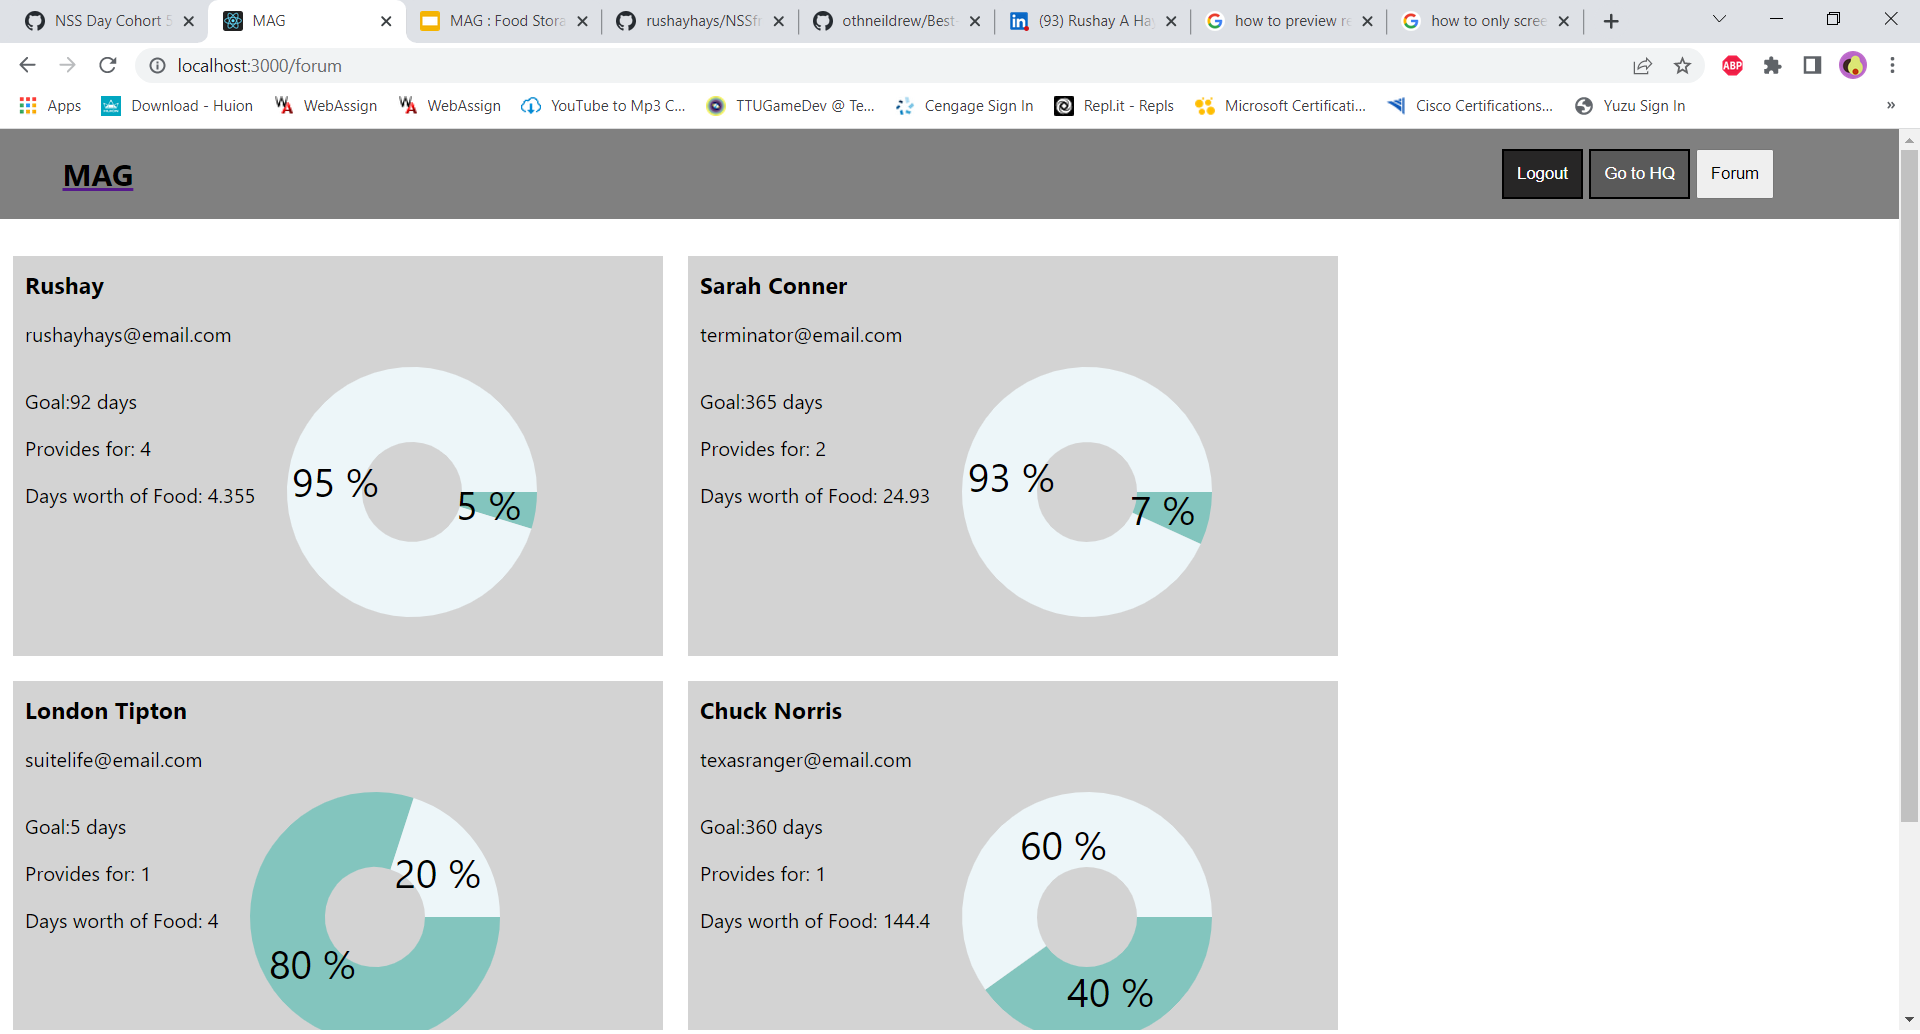 NSS Day Cohort 5
MAG
MAG : Food Stora
rushayhays/NSSfr
othneildrew/Best-
(93) Rushay A Hay
how to preview re
how to only scree
localhost:3000/forum
ABP
Apps
Download - Huion
WebAssign
WebAssign
YouTube to Mp3 C...
TTUGameDev @ Te...
Cengage Sign In
Repl.it - Repls
Microsoft Certificati...
Cisco Certifications...
Yuzu Sign In
»
MAG
Logout
Go to HQ
Forum
Rushay
rushayhays@email.com
Goal:92 days
Provides for: 4
Days worth of Food: 4.355
95 %
5 %
Sarah Conner
terminator@email.com
Goal:365 days
Provides for: 2
Days worth of Food: 24.93
93 %
7 %
London Tipton
suitelife@email.com
Goal:5 days
Provides for: 1
Days worth of Food: 4
20 %
80 %
Chuck Norris
texasranger@email.com
Goal:360 days
Provides for: 1
Days worth of Food: 144.4
60 %
40 %